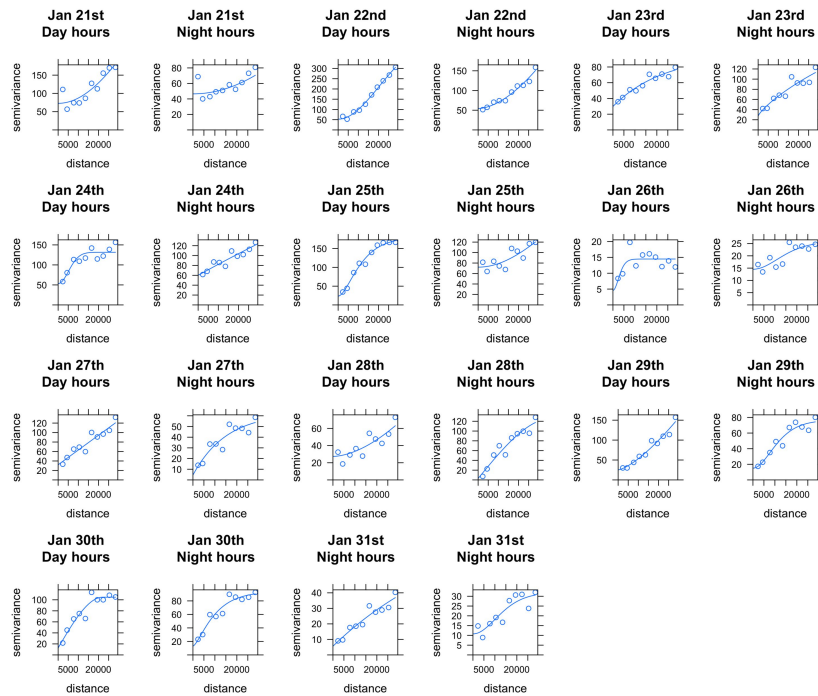 Jan 21st
Day hours
semivariance
150
100
50
5000 20000
distance
Jan 21st
Night hours
semivariance
80
60
40
20
5000 20000
distance
Jan 22nd
Day hours
semivariance
300
250
200
150
100
50
5000 20000
distance
Jan 22nd
Night hours
semivariance
150
100
50
5000 20000
distance
Jan 23rd
Day hours
semivariance
80
60
40
20
5000 20000
distance
Jan 23rd
Night hours
semivariance
120
100
80
60
40
20
5000 20000
distance
Jan 24th
Day hours
semivariance
150
100
50
5000 20000
distance
Jan 24th
Night hours
semivariance
120
100
80
60
40
20
5000 20000
distance
Jan 25th
Day hours
semivariance
150
100
50
5000 20000
distance
Jan 25th
Night hours
semivariance
120
100
80
60
40
20
5000 20000
distance
Jan 26th
Day hours
semivariance
20
15
10
5
5000 20000
distance
Jan 26th
Night hours
semivariance
25
20
15
10
5
5000 20000
distance
Jan 27th
Day hours
semivariance
120
100
80
60
40
20
5000 20000
distance
Jan 27th
Night hours
semivariance
50
40
30
20
10
5000 20000
distance
Jan 28th
Day hours
semivariance
60
40
20
5000 20000
distance
Jan 28th
Night hours
semivariance
120
100
80
60
40
20
5000 20000
distance
Jan 29th
Day hours
semivariance
150
100
50
5000 20000
distance
Jan 29th
Night hours
semivariance
80
60
40
20
5000 20000
distance
Jan 30th
Day hours
semivariance
100
80
60
40
20
5000 20000
distance
Jan 30th
Night hours
semivariance
80
60
40
20
5000 20000
distance
Jan 31st
Night hours
semivariance
40
30
20
10
5000 20000
distance
Jan 31st
Night hours
semivariance
30
25
20
15
10
5
5000 20000
distance